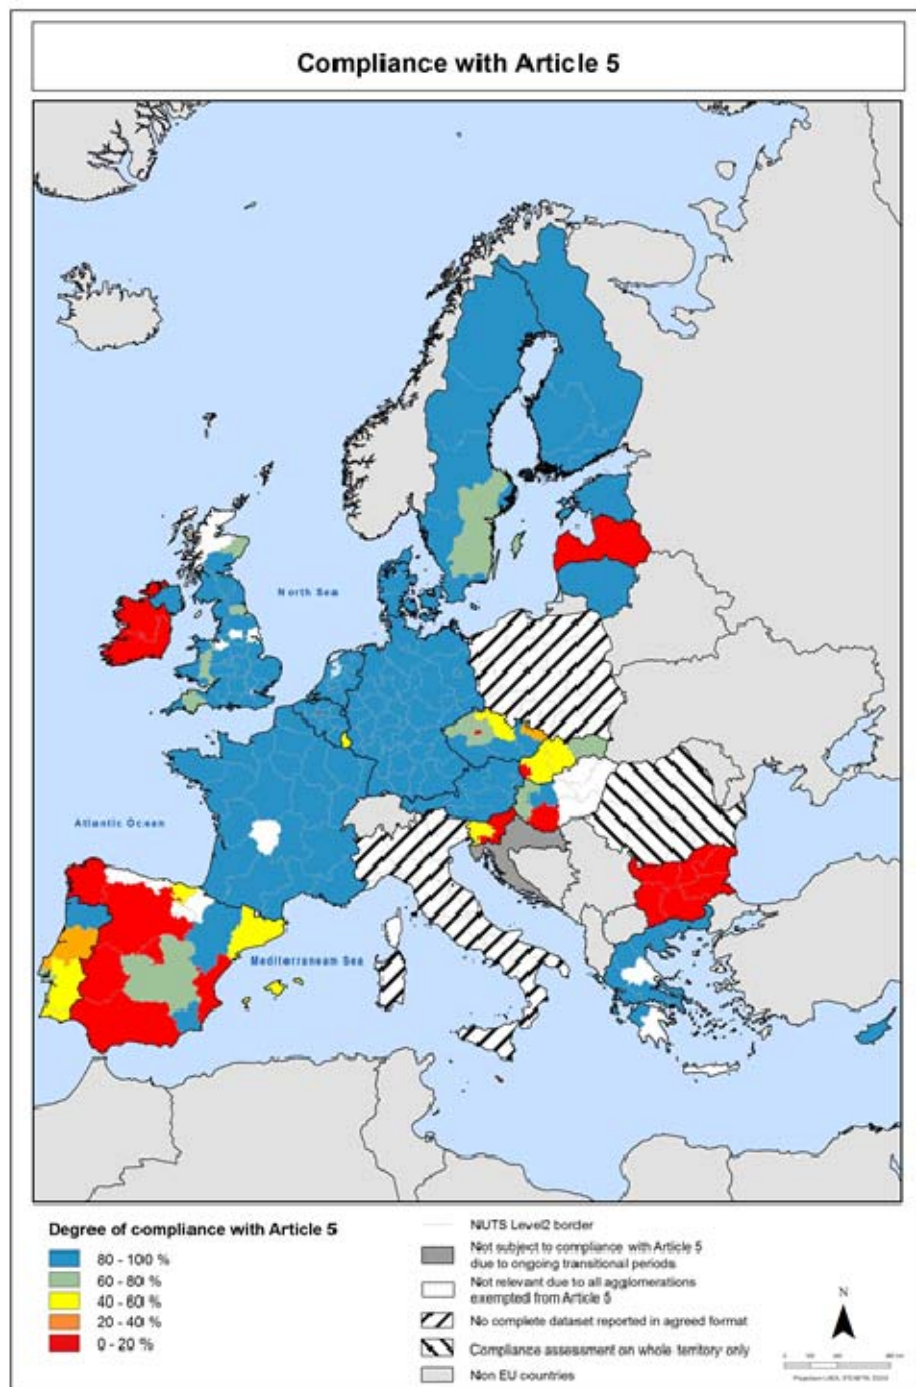 Compliance with Article 5
North Sea
Atlantic Ocean
Mediterranean Sea
Degree of compliance with Article 5
80 - 100 %
60 - 80 %
40 - 60 %
20 - 40 %
0 - 20 %
NUTS Level2 border
Not subject to compliance with Article 5
due to ongoing transitional periods
Not relevant due to all agglomerations
exempted from Article 5
No complete dataset reported in agreed format
Compliance assessment on whole territory only
Non EU countries
N